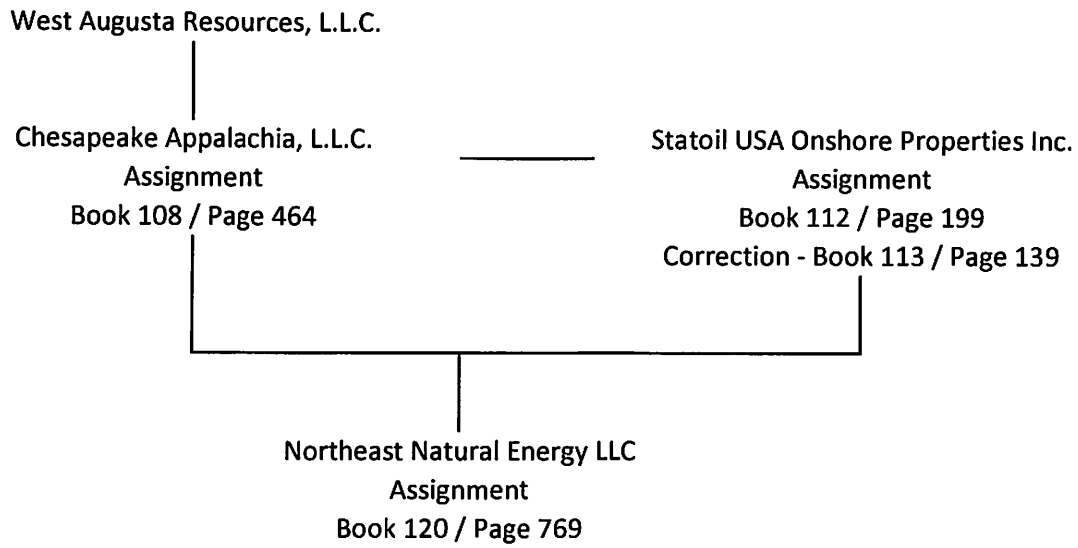 West Augusta Resources, L.L.C.
Chesapeake Appalachia, L.L.C.
Assignment
Book 108 / Page 464
Statoil USA Onshore Properties Inc.
Assignment
Book 112 / Page 199
Correction - Book 113 / Page 139
Northeast Natural Energy LLC
Assignment
Book 120 / Page 769